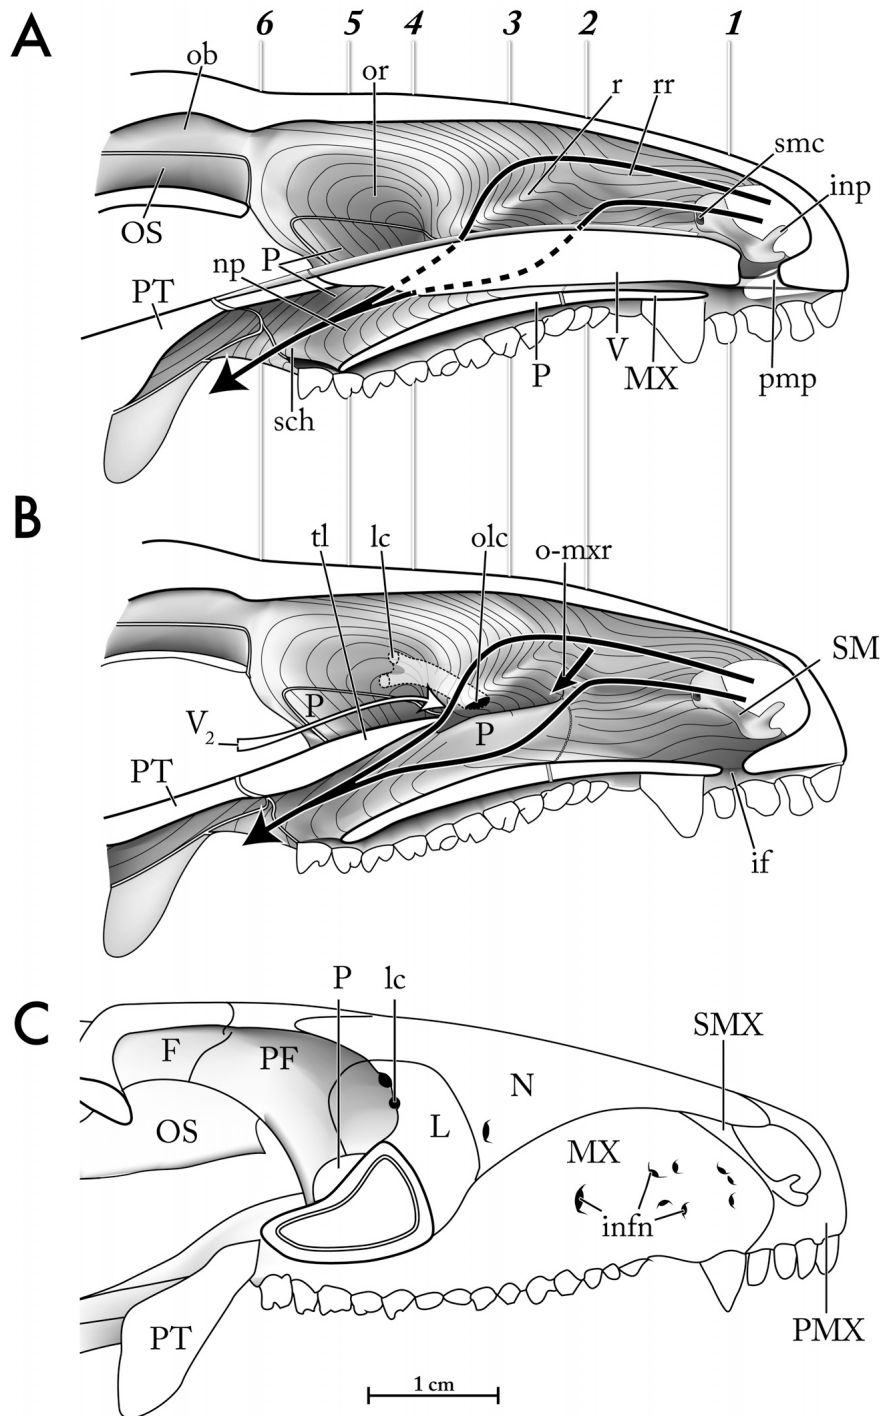 A
6 5 4 3 2 1
ob
or
r
rr
smc
inp
OS
np
P
PT
sch
P
V
MX
pmp
B
tl
lc
olc
o-mxr
SM
P
V2
P
PT
if
C
P
lc
SMX
F
PF
N
OS
L
MX
infn
PT
PMX
1 cm